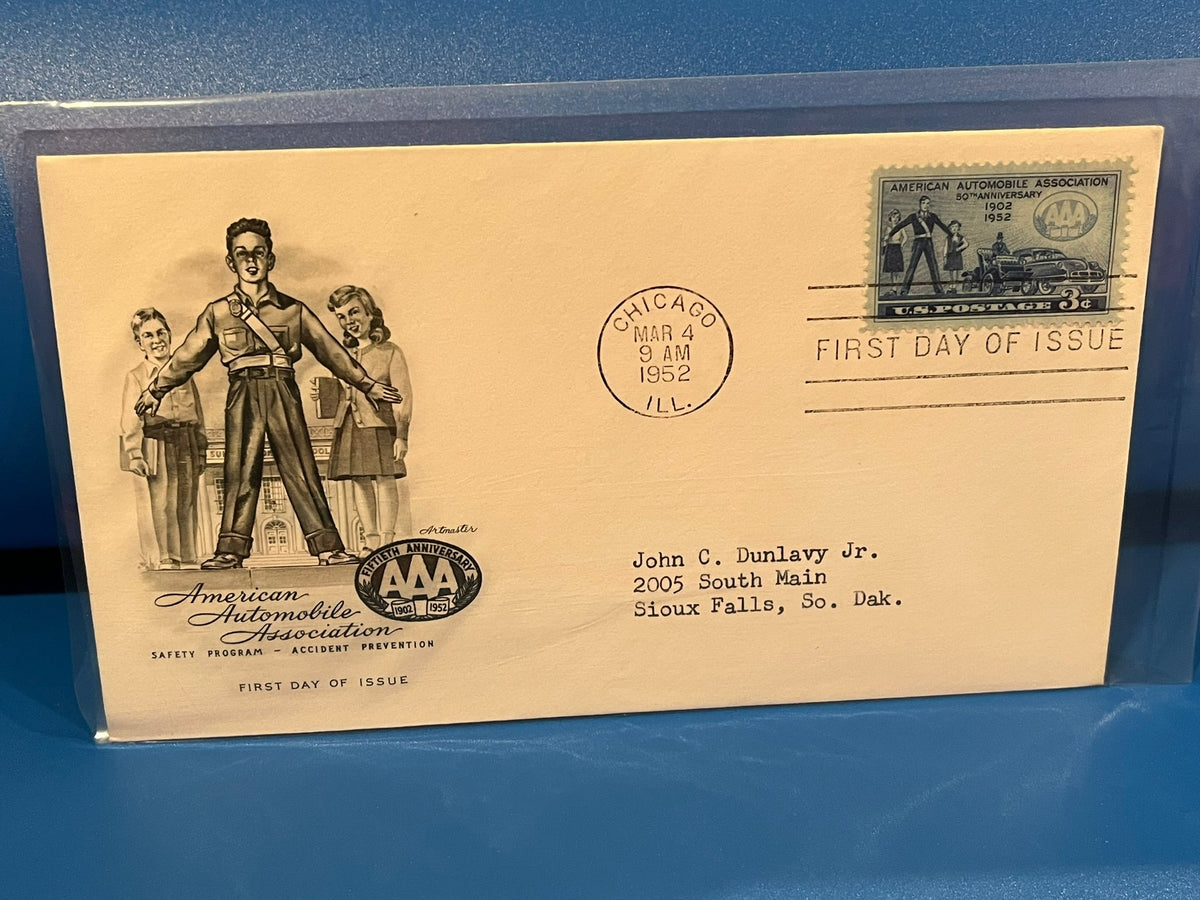 AMERICAN AUTOMOBILE ASSOCIATION
50TH ANNIVERSARY
1902
1952
AAA
U.S. POSTAGE 3¢
CHICAGO
MAR 4
9 AM
1952
ILL.
FIRST DAY OF ISSUE
Artmaster
FIFTIETH ANNIVERSARY
AAA
1902 1952
American
Automobile
Association
SAFETY PROGRAM – ACCIDENT PREVENTION
FIRST DAY OF ISSUE
John C. Dunlavy Jr.
2005 South Main
Sioux Falls, So. Dak.